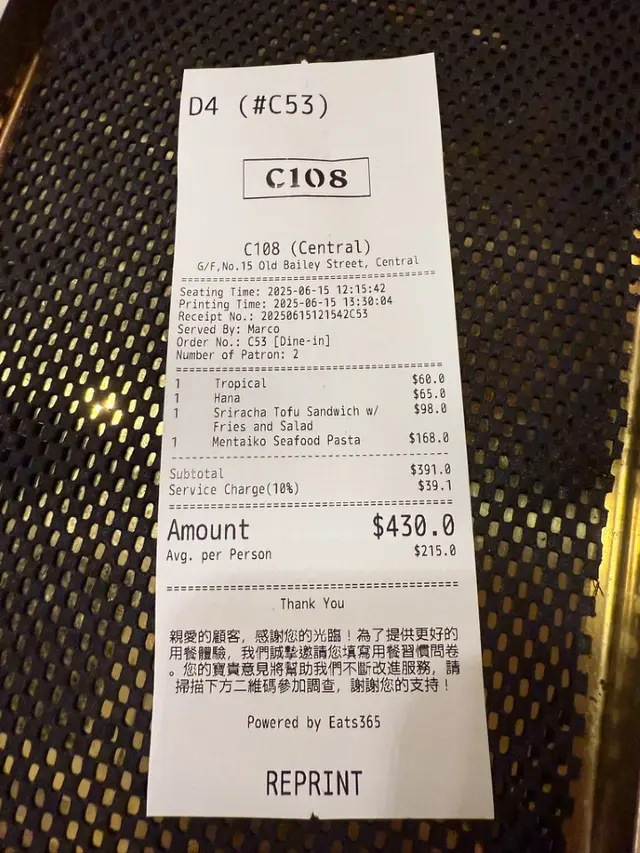 D4 (#C53)
C108
C108 (Central)
G/F,No.15 Old Bailey Street, Central
Seating Time: 2025-06-15 12:15:42
Printing Time: 2025-06-15 13:30:04
Receipt No.: 20250615121542C53
Served By: Marco
Order No.: C53 [Dine-in]
Number of Patron: 2
1 Tropical $60.0
1 Hana $65.0
1 Sriracha Tofu Sandwich w/ $98.0
Fries and Salad
1 Mentaiko Seafood Pasta $168.0
Subtotal $391.0
Service Charge(10%) $39.1
Amount $430.0
Avg. per Person $215.0
Thank You
親愛的顧客，感謝您的光臨！為了提供更好的
用餐體驗，我們誠摯邀請您填寫用餐習慣問卷
。您的寶貴意見將幫助我們不斷改進服務，請
掃描下方二維碼參加調查，謝謝您的支持！
Powered by Eats365
REPRINT